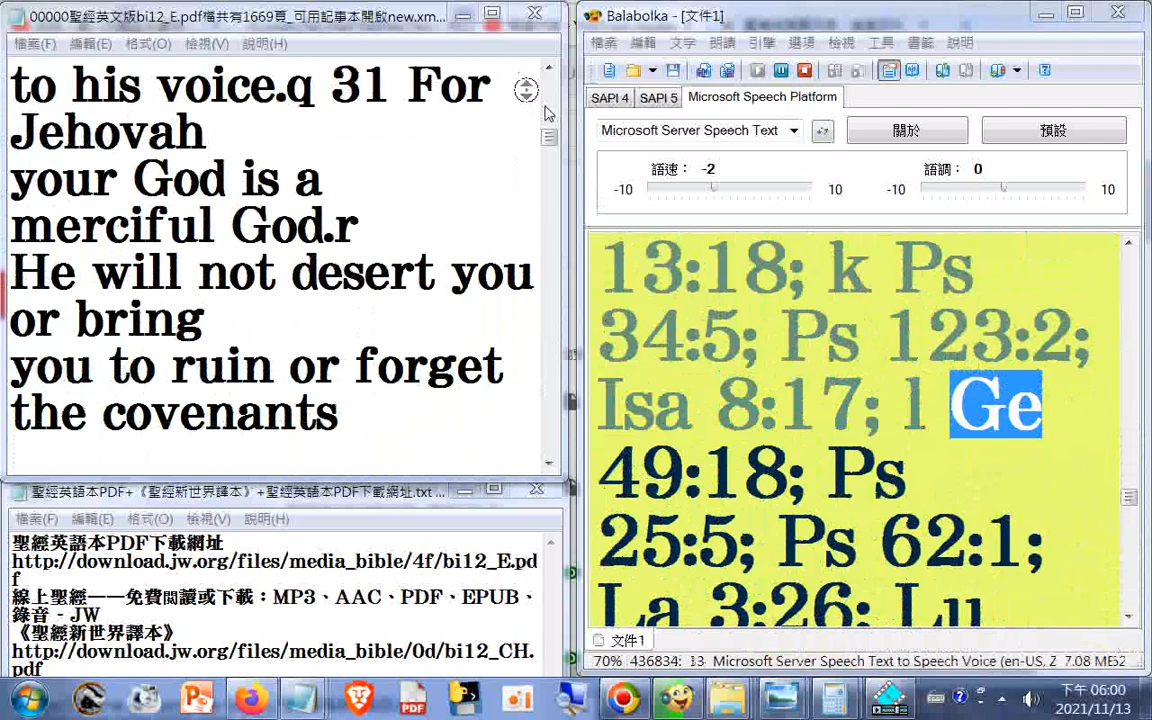 00000聖經英文版bi12_E.pdf檔共有1669頁_可用記事本開啟new.xm...
檔案(F) 編輯(E) 格式(O) 檢視(V) 說明(H)
to his voice.q 31 For
Jehovah
your God is a
merciful God.r
He will not desert you
or bring
you to ruin or forget
the covenants
聖經英語本PDF+《聖經新世界譯本》+聖經英語本PDF下載網址.txt ...
檔案(F) 編輯(E) 格式(O) 檢視(V) 說明(H)
聖經英語本PDF下載網址
http://download.jw.org/files/media_bible/4f/bi12_E.pd
f
線上聖經——免費閱讀或下載：MP3、AAC、PDF、EPUB、
錄音 - JW
《聖經新世界譯本》
http://download.jw.org/files/media_bible/0d/bi12_CH.
pdf
Balabolka - [文件1]
檔案 編輯 文字 朗讀 引擎 選項 檢視 工具 書籤 說明
SAPI 4 SAPI 5 Microsoft Speech Platform
Microsoft Server Speech Text 關於 預設
語速： -2 語調： 0
-10 10 -10 10
13:18; k Ps
34:5; Ps 123:2;
Isa 8:17; l Ge
49:18; Ps
25:5; Ps 62:1;
La 3:26; Lu
文件1
70% 436834: 13 Microsoft Server Speech Text to Speech Voice (en-US, Z 7.08 ME52
下午 06:00
2021/11/13